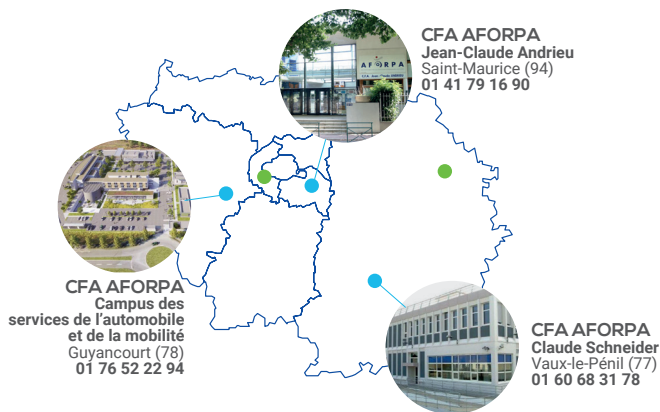 CFA AFORPA
Jean-Claude Andrieu
Saint-Maurice (94)
01 41 79 16 90
AFORPA
CFA AFORPA
Campus des
services de l'automobile
et de la mobilité
Guyancourt (78)
01 76 52 22 94
CFA AFORPA
Claude Schneider
Vaux-le-Pénil (77)
01 60 68 31 78